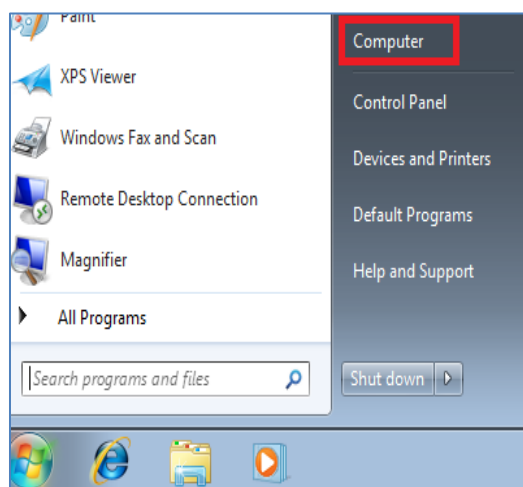 Paint
XPS Viewer
Windows Fax and Scan
Remote Desktop Connection
Magnifier
All Programs
Search programs and files
Computer
Control Panel
Devices and Printers
Default Programs
Help and Support
Shut down